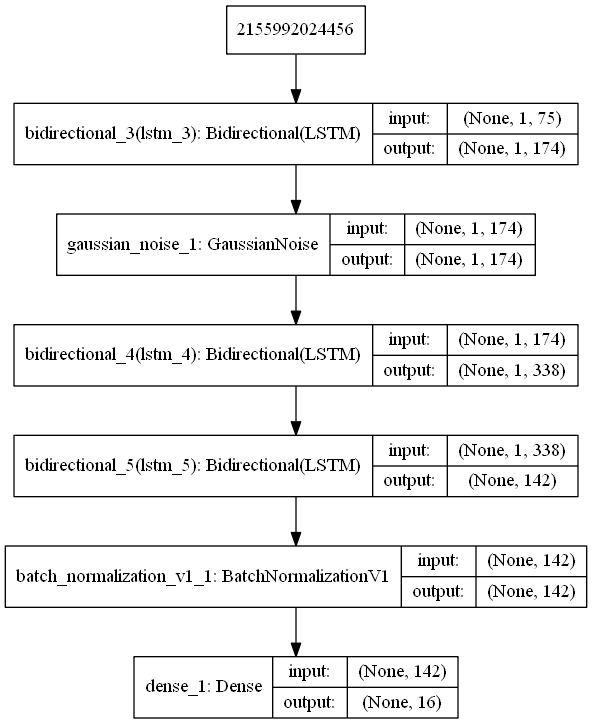 2155992024456
bidirectional_3(lstm_3): Bidirectional(LSTM)
input: (None, 1, 75)
output: (None, 1, 174)
gaussian_noise_1: GaussianNoise
input: (None, 1, 174)
output: (None, 1, 174)
bidirectional_4(lstm_4): Bidirectional(LSTM)
input: (None, 1, 174)
output: (None, 1, 338)
bidirectional_5(lstm_5): Bidirectional(LSTM)
input: (None, 1, 338)
output: (None, 142)
batch_normalization_v1_1: BatchNormalizationV1
input: (None, 142)
output: (None, 142)
dense_1: Dense
input: (None, 142)
output: (None, 16)